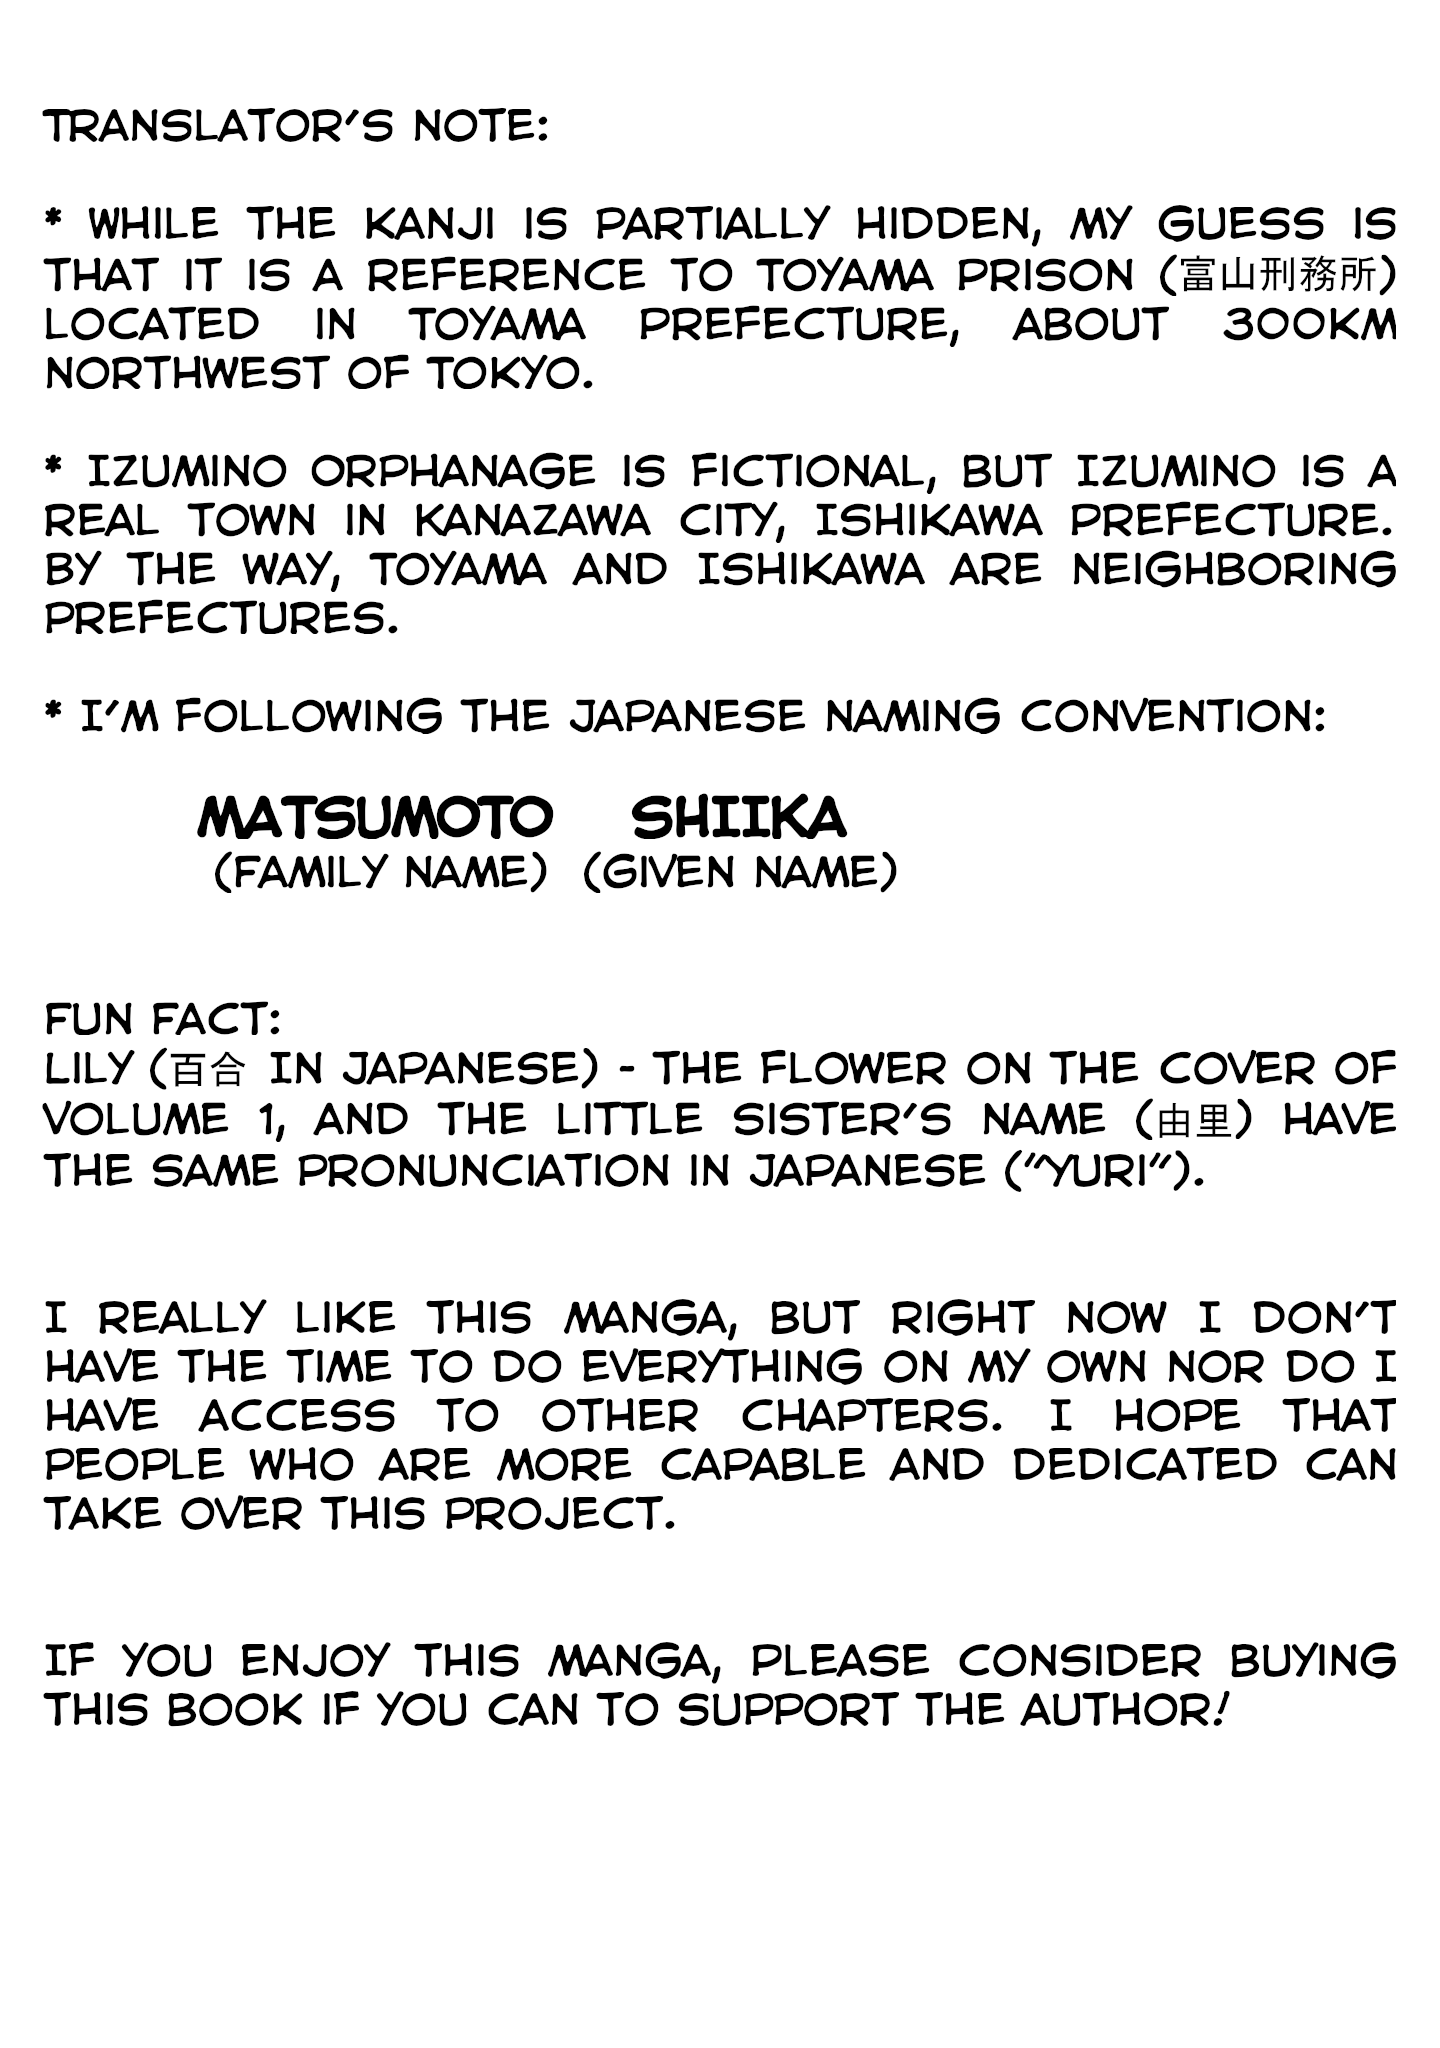 TRANSLATOR'S NOTE:
* WHILE THE KANJI IS PARTIALLY HIDDEN, MY GUESS IS
THAT IT IS A REFERENCE TO TOYAMA PRISON (富山刑務所)
LOCATED IN TOYAMA PREFECTURE, ABOUT 300KM
NORTHWEST OF TOKYO.
* IZUMINO ORPHANAGE IS FICTIONAL, BUT IZUMINO IS A
REAL TOWN IN KANAZAWA CITY, ISHIKAWA PREFECTURE.
BY THE WAY, TOYAMA AND ISHIKAWA ARE NEIGHBORING
PREFECTURES.
* I'M FOLLOWING THE JAPANESE NAMING CONVENTION:
MATSUMOTO SHIIKA
(FAMILY NAME) (GIVEN NAME)
FUN FACT:
LILY (百合 IN JAPANESE) - THE FLOWER ON THE COVER OF
VOLUME 1, AND THE LITTLE SISTER'S NAME (由里) HAVE
THE SAME PRONUNCIATION IN JAPANESE ("YURI").
I REALLY LIKE THIS MANGA, BUT RIGHT NOW I DON'T
HAVE THE TIME TO DO EVERYTHING ON MY OWN NOR DO I
HAVE ACCESS TO OTHER CHAPTERS. I HOPE THAT
PEOPLE WHO ARE MORE CAPABLE AND DEDICATED CAN
TAKE OVER THIS PROJECT.
IF YOU ENJOY THIS MANGA, PLEASE CONSIDER BUYING
THIS BOOK IF YOU CAN TO SUPPORT THE AUTHOR!